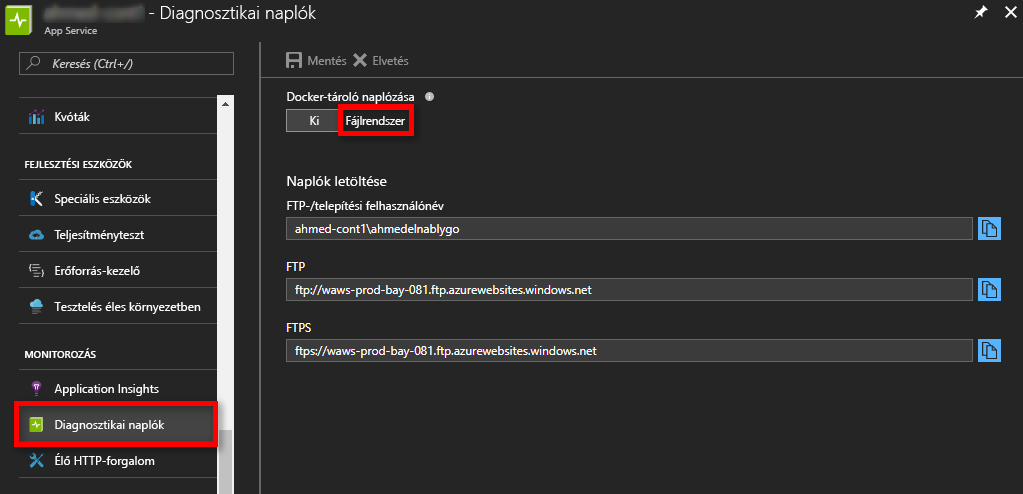 - Diagnosztikai naplók
App Service
Keresés (Ctrl+/)
Kvóták
FEJLESZTÉSI ESZKÖZÖK
Speciális eszközök
Teljesítményteszt
Erőforrás-kezelő
Tesztelés éles környezetben
MONITOROZÁS
Application Insights
Diagnosztikai naplók
Élő HTTP-forgalom
Mentés Elvetés
Docker-tároló naplózása
Ki Fájlrendszer
Naplók letöltése
FTP-/telepítési felhasználónév
ahmed-cont1\ahmedelnablygo
FTP
ftp://waws-prod-bay-081.ftp.azurewebsites.windows.net
FTPS
ftps://waws-prod-bay-081.ftp.azurewebsites.windows.net